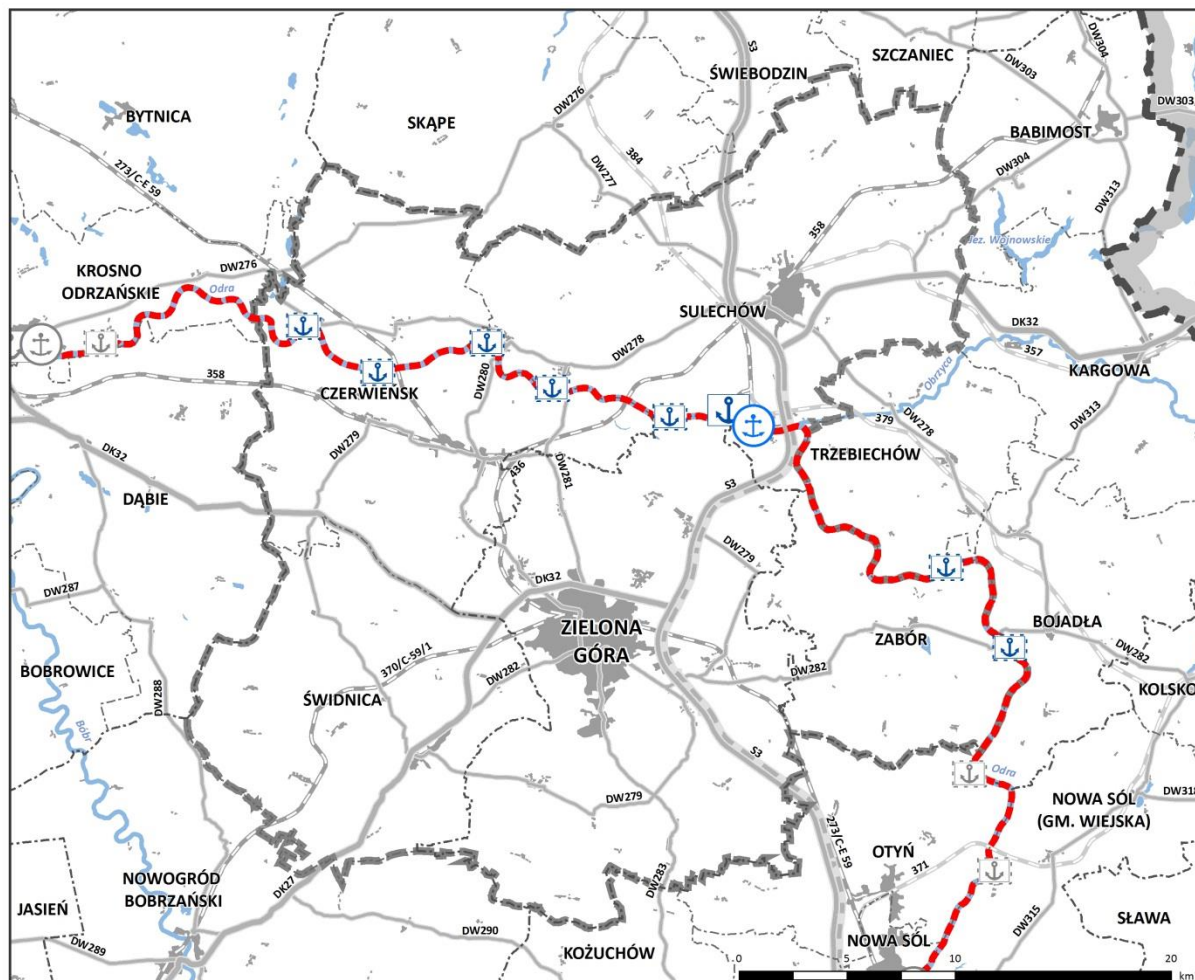 S3
SZCZANIEC
DW304
DW303
ŚWIEBODZIN
DW276
DW303
BYTNICA
SKĄPE
BABIMOST
384
273/C-E 59
DW277
DW304
DW313
358
Jez. Wojnowskie
KROSNO
ODRZAŃSKIE
DW276
Odra
SULECHÓW
DK32
DW278
357
KARGOWA
Obrzyca
358
DW280
CZERWIEŃSK
379
DW278
DW313
DW279
TRZEBIECHÓW
DK32
436
DW281
S3
DĄBIE
DW279
DK32
DW287
BOJADŁA
ZIELONA
GÓRA
ZABÓR
BOBROWICE
370/C-59/1
DW282
DW282
DW282
DW288
ŚWIDNICA
KOLSKO
Bóbr
S3
Odra
DW279
NOWA SÓL
(GM. WIEJSKA)
DW318
273/C-E 59
OTYŃ
371
NOWOGRÓD
BOBRZAŃSKI
DK27
DW283
JASIEŃ
DW315
SŁAWA
DW290
DW289
KOŻUCHÓW
NOWA SÓL
0 5 10 20
km